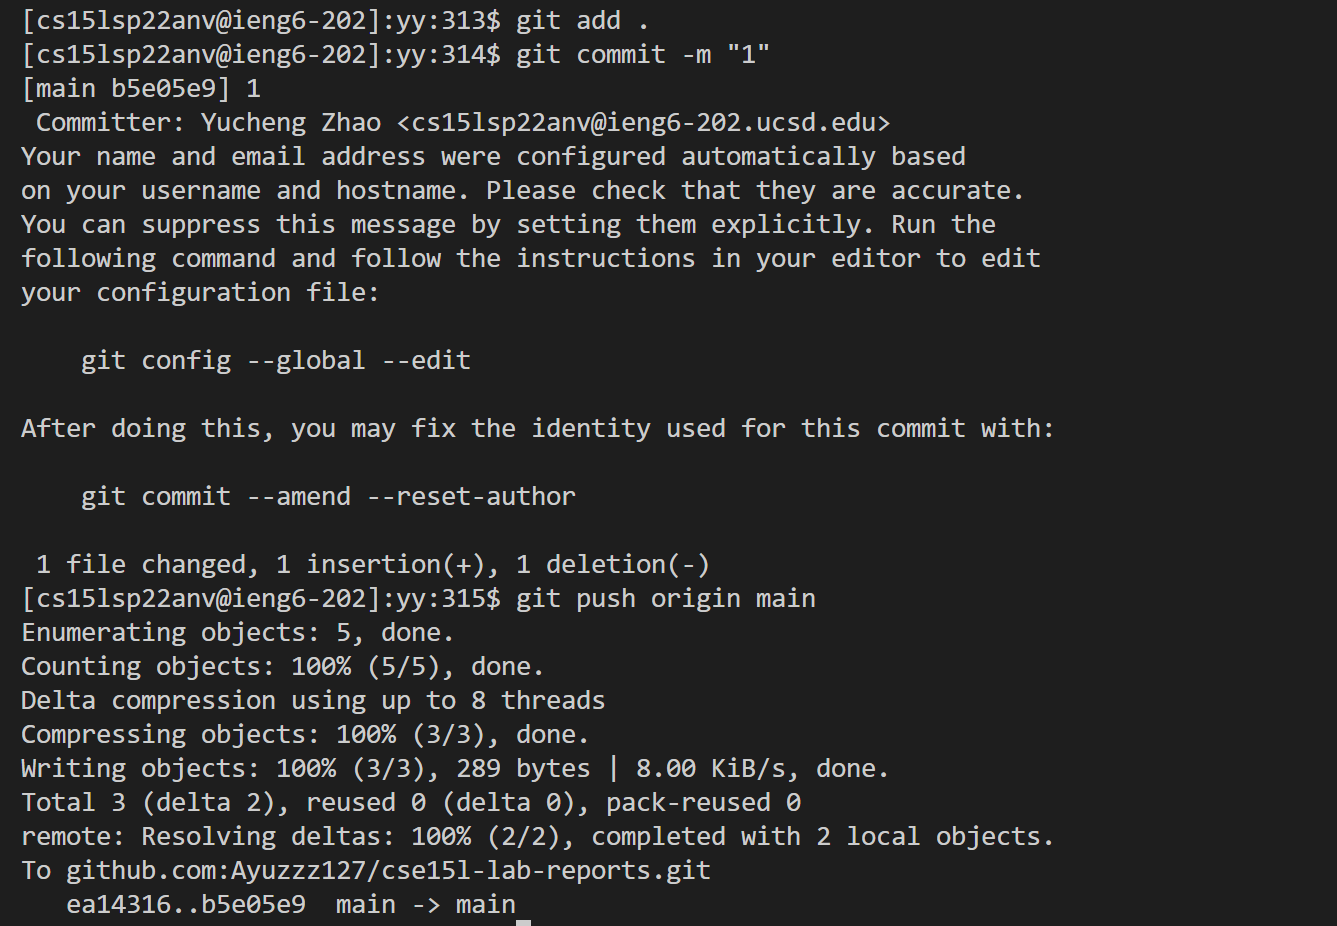 [cs15lsp22anv@ieng6-202]:yy:313$ git add .
[cs15lsp22anv@ieng6-202]:yy:314$ git commit -m "1"
[main b5e05e9] 1
 Committer: Yucheng Zhao <cs15lsp22anv@ieng6-202.ucsd.edu>
Your name and email address were configured automatically based
on your username and hostname. Please check that they are accurate.
You can suppress this message by setting them explicitly. Run the
following command and follow the instructions in your editor to edit
your configuration file:

    git config --global --edit

After doing this, you may fix the identity used for this commit with:

    git commit --amend --reset-author

 1 file changed, 1 insertion(+), 1 deletion(-)
[cs15lsp22anv@ieng6-202]:yy:315$ git push origin main
Enumerating objects: 5, done.
Counting objects: 100% (5/5), done.
Delta compression using up to 8 threads
Compressing objects: 100% (3/3), done.
Writing objects: 100% (3/3), 289 bytes | 8.00 KiB/s, done.
Total 3 (delta 2), reused 0 (delta 0), pack-reused 0
remote: Resolving deltas: 100% (2/2), completed with 2 local objects.
To github.com:Ayuzzz127/cse15l-lab-reports.git
   ea14316..b5e05e9  main -> main